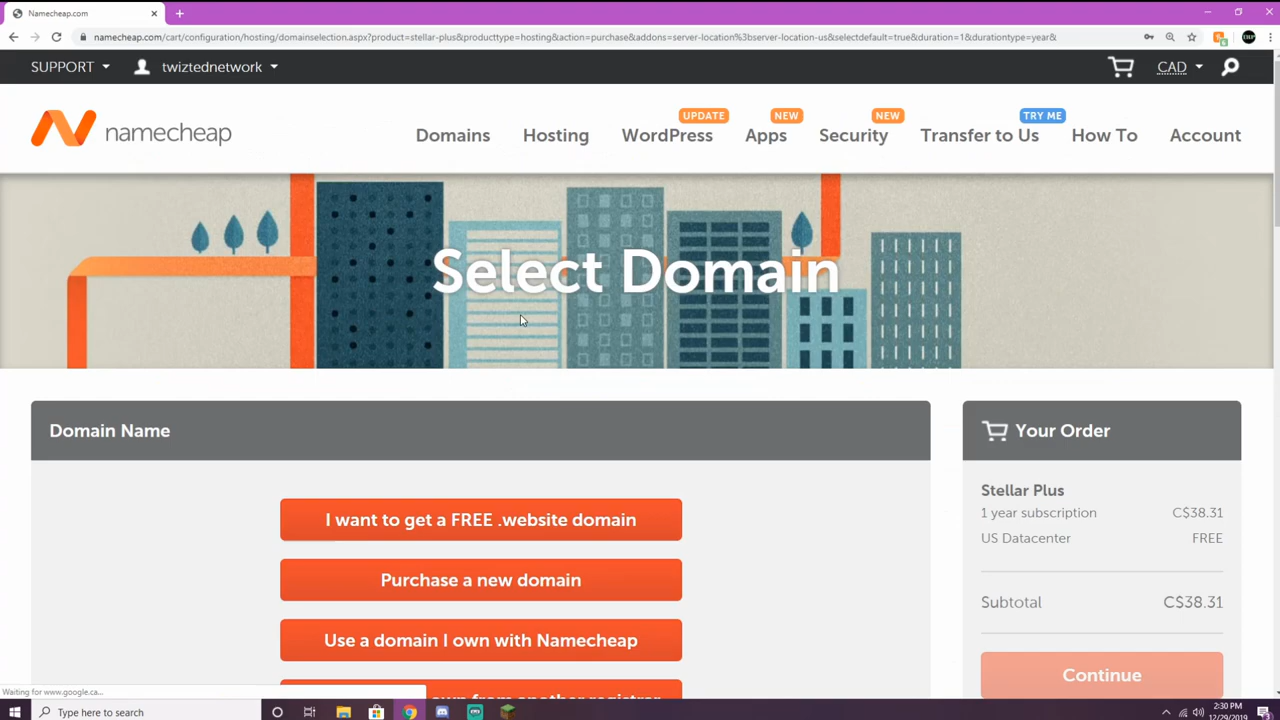 Namecheap.com
namecheap.com/cart/configuration/hosting/domainselection.aspx?product=stellar-plus&producttype=hosting&action=purchase&addons=server-location%3bserver-location-us&selectdefault=true&duration=1&durationtype=year&
SUPPORT twiztednetwork CAD
UPDATE NEW NEW TRY ME
namecheap Domains Hosting WordPress Apps Security Transfer to Us How To Account
Select Domain
Domain Name
I want to get a FREE .website domain
Purchase a new domain
Use a domain I own with Namecheap
own from another registrar
Your Order
Stellar Plus
1 year subscription C$38.31
US Datacenter FREE
Subtotal C$38.31
Continue
Waiting for www.google.ca...
Type here to search
2:30 PM
12/29/2019